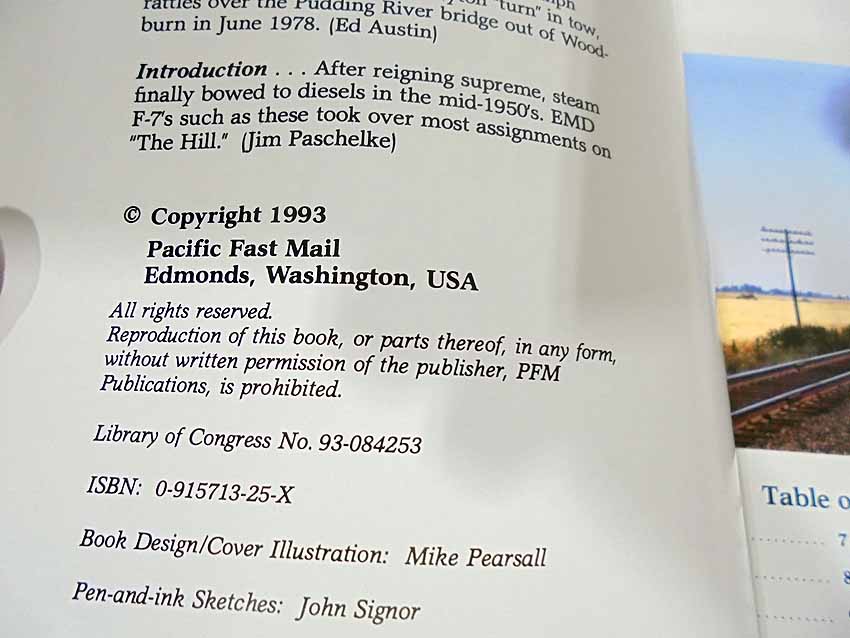 rattles over the Pudding River bridge out of Wood-
burn in June 1978. (Ed Austin)
"turn" in tow,
Introduction . . . After reigning supreme, steam
finally bowed to diesels in the mid-1950's. EMD
F-7's such as these took over most assignments on
"The Hill." (Jim Paschelke)
© Copyright 1993
Pacific Fast Mail
Edmonds, Washington, USA
All rights reserved.
Reproduction of this book, or parts thereof, in any form,
without written permission of the publisher, PFM
Publications, is prohibited.
Library of Congress No. 93-084253
ISBN: 0-915713-25-X
Book Design/Cover Illustration: Mike Pearsall
Pen-and-ink Sketches: John Signor
Table o
7
8